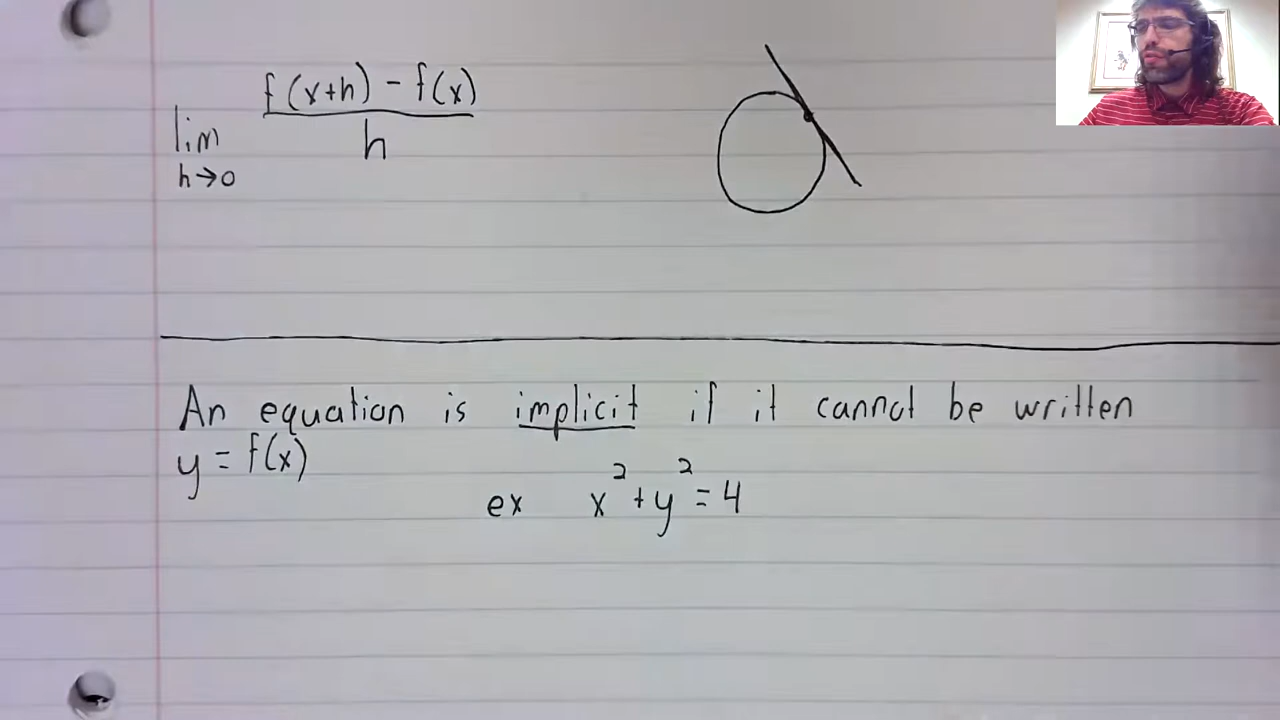 lim h→0 f(x+h) - f(x) / h
An equation is implicit if it cannot be written
y = f(x)
ex x² + y² = 4